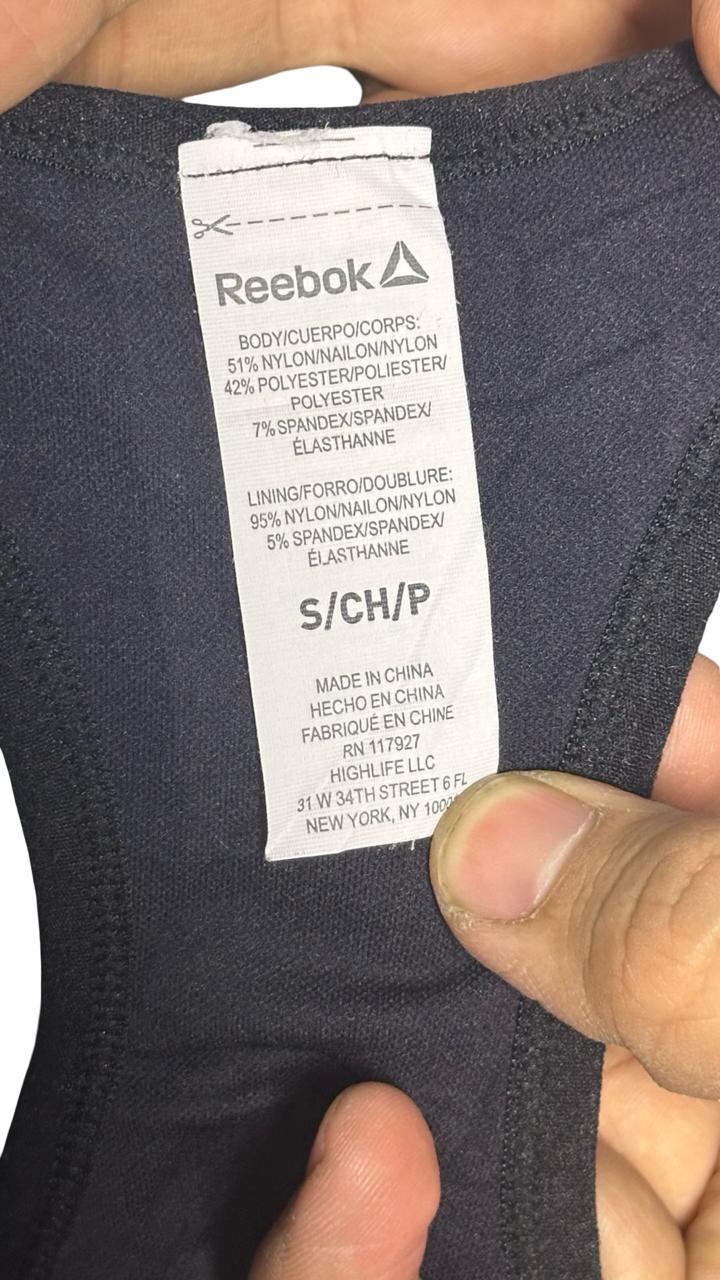 Reebok
BODY/CUERPO/CORPS:
51% NYLON/NAILON/NYLON
42% POLYESTER/POLIESTER/
POLYESTER
7% SPANDEX/SPANDEX/
ÉLASTHANNE
LINING/FORRO/DOUBLURE:
95% NYLON/NAILON/NYLON
5% SPANDEX/SPANDEX/
ÉLASTHANNE
S/CH/P
MADE IN CHINA
HECHO EN CHINA
FABRIQUÉ EN CHINE
RN 117927
HIGHLIFE LLC
31 W 34TH STREET 6 FL
NEW YORK, NY